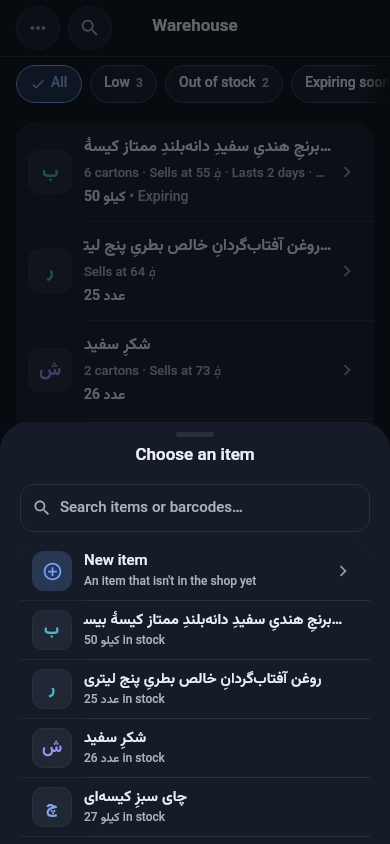 Warehouse
All
Low 3
Out of stock 2
Expiring soon
ب
برنجِ هندیِ سفیدِ دانه‌بلندِ ممتاز کیسهٔ…
6 cartons · Sells at 55 ؋ · Lasts 2 days · …
50 کیلو • Expiring
ر
روغن آفتاب‌گردانِ خالص بطریِ پنج لیت…
Sells at 64 ؋
25 عدد
ش
شکرِ سفید
2 cartons · Sells at 73 ؋
26 عدد
Choose an item
Search items or barcodes…
New item
An item that isn't in the shop yet
ب
برنجِ هندیِ سفیدِ دانه‌بلندِ ممتاز کیسهٔ بیس…
50 کیلو in stock
ر
روغن آفتاب‌گردانِ خالص بطریِ پنج لیتری
25 عدد in stock
ش
شکرِ سفید
26 عدد in stock
چ
چای سبزِ کیسه‌ای
27 کیلو in stock